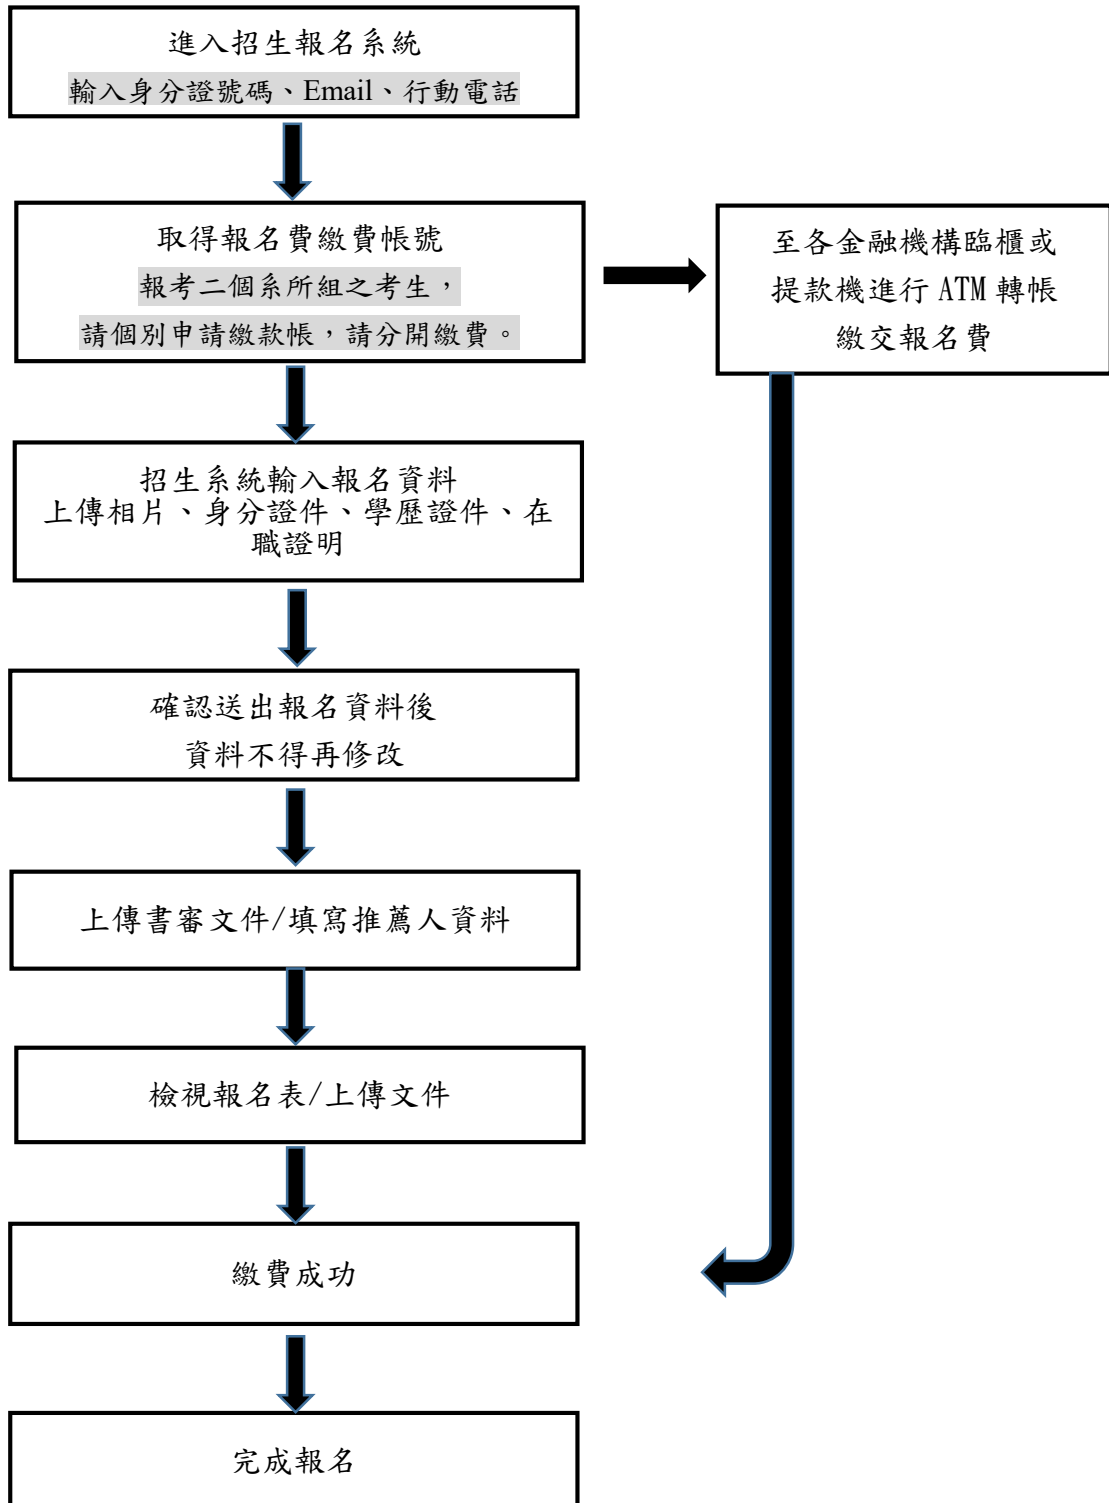 進入招生報名系統
輸入身分證號碼、Email、行動電話
取得報名費繳費帳號
報考二個系所組之考生，
請個別申請繳款帳，請分開繳費。
至各金融機構臨櫃或
提款機進行 ATM 轉帳
繳交報名費
招生系統輸入報名資料
上傳相片、身分證件、學歷證件、在
職證明
確認送出報名資料後
資料不得再修改
上傳書審文件/填寫推薦人資料
檢視報名表/上傳文件
繳費成功
完成報名